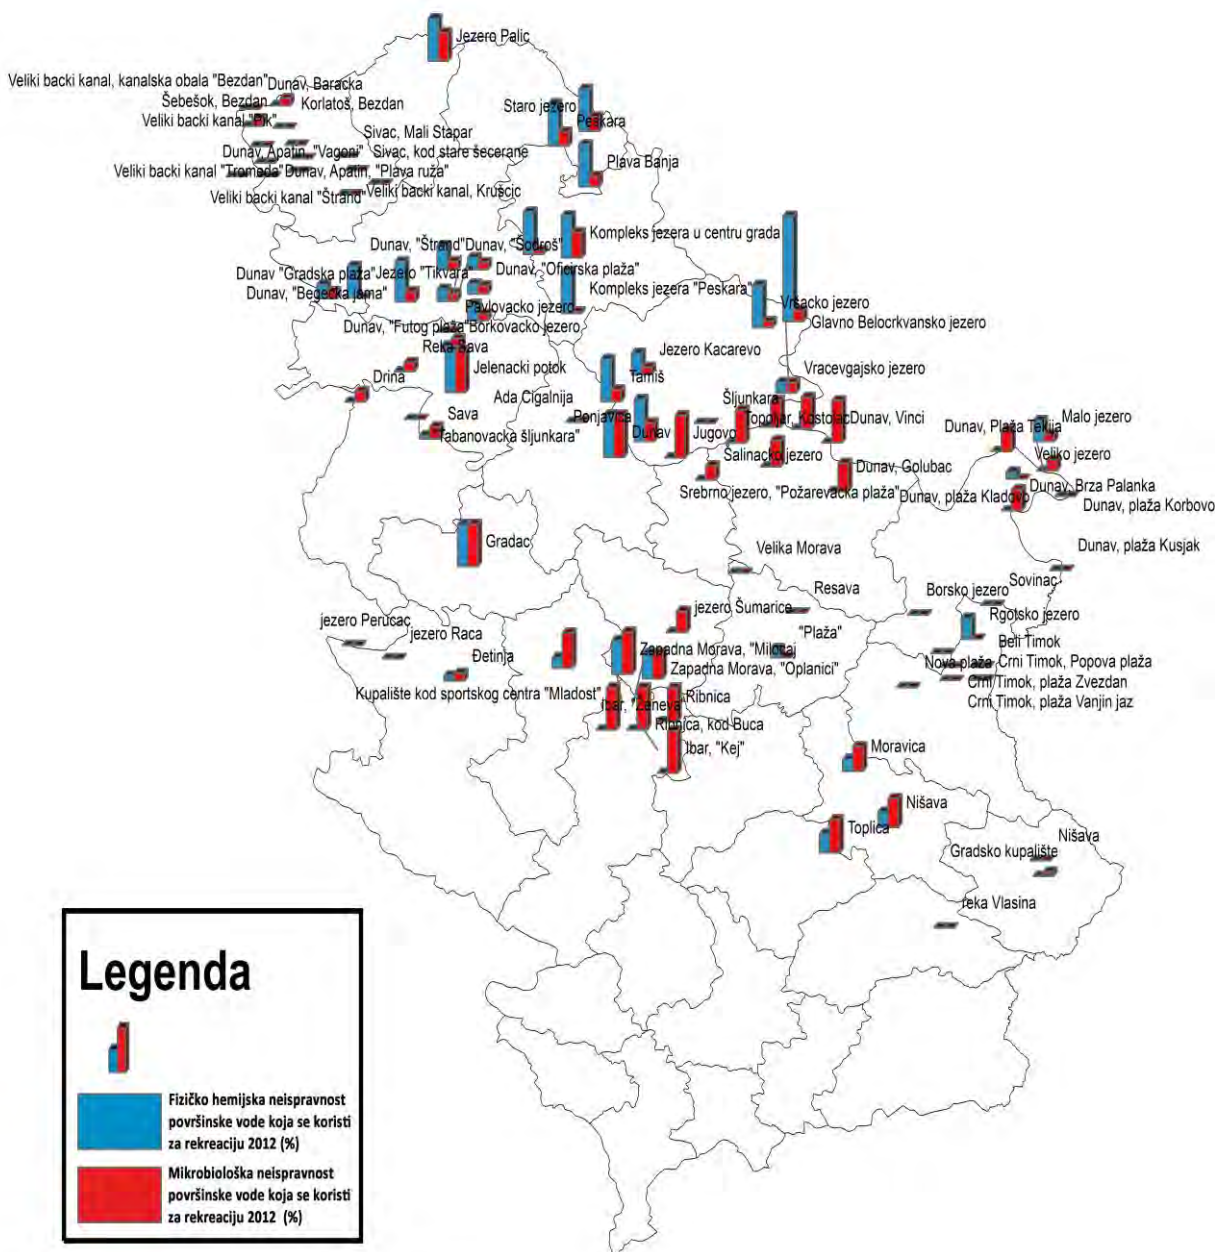 Jezero Palic
Veliki backi kanal, kanalska obala "Bezdan"
Dunav, Baracka
Šebešok, Bezdan
Korlatoš, Bezdan
Staro jezero
Peskara
Veliki backi kanal "Pik"
Sivac, Mali Stapar
Dunav, Apatin, "Vagoni"
Sivac, kod stare šecerane
Plava Banja
Veliki backi kanal "Tromeđa"
Dunav, Apatin, "Plava ruža"
Veliki backi kanal "Štrand"
Veliki backi kanal, Krušcic
Kompleks jezera u centru grada
Dunav, "Štrand"
Dunav, "Šodroš"
Dunav "Gradska plaža"
Jezero "Tikvara"
Dunav, "Oficirska plaža"
Dunav, "Begecka jama"
Kompleks jezera "Peskara"
Vršacko jezero
Pavlovacko jezero
Glavno Belocrkvansko jezero
Dunav, "Futog plaža"
Borkovacko jezero
Reka Sava
Jezero Kacarevo
Jelenacki potok
Vracevgajsko jezero
Drina
Tamiš
Ada Cigalnija
Šljunkara
Sava
Ponjavica
Topoljar, Kostolac
Dunav, Vinci
Malo jezero
Tabanovacka šljunkara"
Dunav
Jugovo
Dunav, Plaža Tekija
Šalinacko jezero
Veliko jezero
Dunav, Golubac
Dunav, Brza Palanka
Srebrno jezero, "Požarevacka plaža"
Dunav, plaža Kladovo
Dunav, plaža Korbovo
Gradac
Velika Morava
Dunav, plaža Kusjak
Resava
Borsko jezero
Sovinac
jezero Šumarice
Rgotsko jezero
jezero Perucac
"Plaža"
jezero Raca
Beli Timok
Đetinja
Zapadna Morava, "Milocaj
Nova plaža
Crni Timok, Popova plaža
Zapadna Morava, "Oplanici"
Crni Timok, plaža Zvezdan
Kupalište kod sportskog centra "Mladost"
Ribnica
Crni Timok, plaža Vanjin jaz
Ibar, "Ženeva"
Ribnica, kod Buca
Ibar, "Kej"
Moravica
Nišava
Toplica
Nišava
Gradsko kupalište
reka Vlasina
Legenda
Fizičko hemijska neispravnost
površinske vode koja se koristi
za rekreaciju 2012 (%)
Mikrobiološka neispravnost
površinske vode koja se koristi
za rekreaciju 2012 (%)